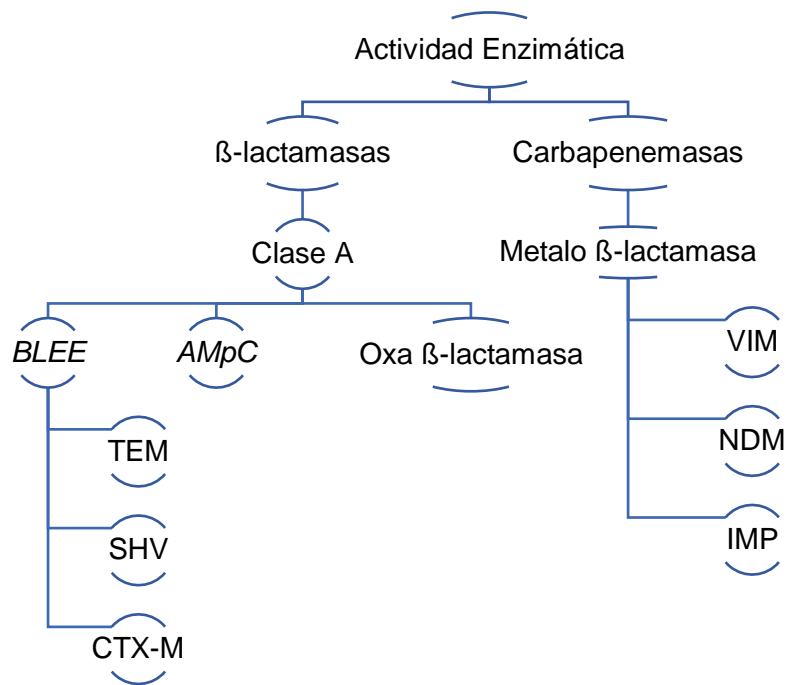 Actividad Enzimática
ß-lactamasas
Carbapenemasas
Clase A
Metalo ß-lactamasa
BLEE
AMpC
Oxa ß-lactamasa
VIM
TEM
NDM
SHV
IMP
CTX-M